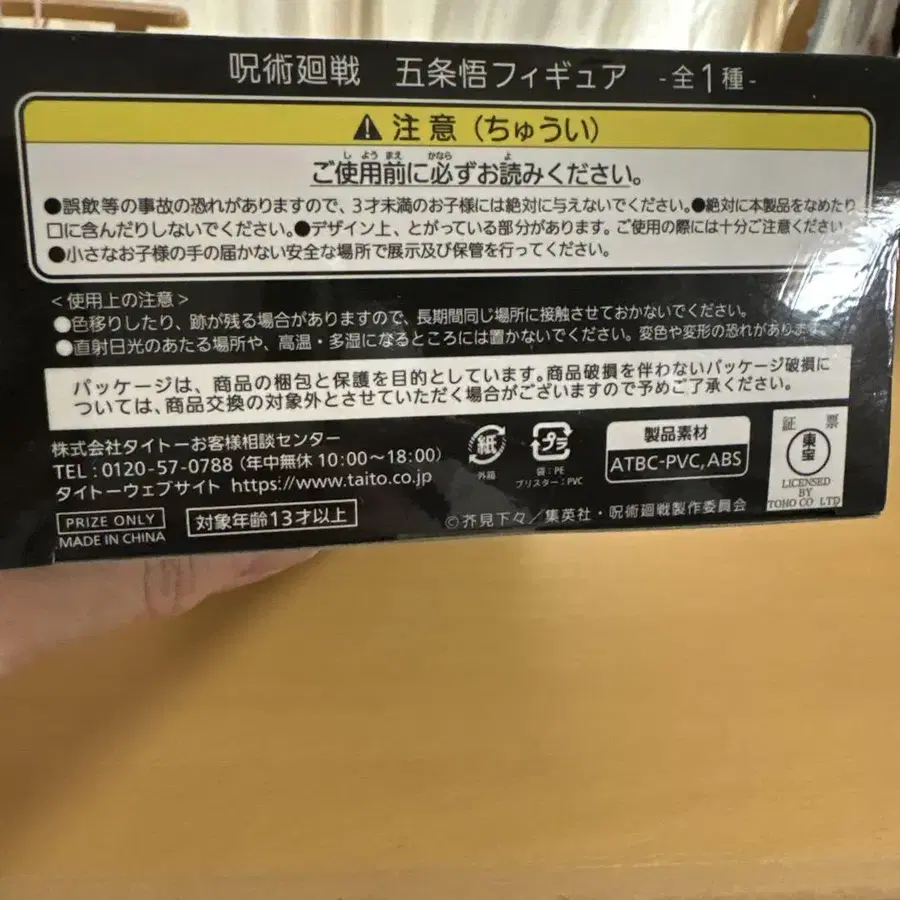 呪術廻戦 五条悟フィギュア -全1種-
⚠注意（ちゅうい）
ご使用前に必ずお読みください。
●誤飲等の事故の恐れがありますので、3才未満のお子様には絶対に与えないでください。●絶対に本製品をなめたり
口に含んだりしないでください。●デザイン上、とがっている部分があります。ご使用の際には十分ご注意ください。
●小さなお子様の手の届かない安全な場所で展示及び保管を行ってください。
＜使用上の注意＞
●色移りしたり、跡が残る場合がありますので、長期間同じ場所に接触させておかないでください。
●直射日光のあたる場所や、高温・多湿になるところには置かないでください。変色や変形の恐れがあります。
パッケージは、商品の梱包と保護を目的としています。商品破損を伴わないパッケージ破損に
ついては、商品交換の対象外とさせていただく場合がございますので予めご了承ください。
株式会社タイトーお客様相談センター
TEL：0120-57-0788（年中無休 10:00〜18:00）
タイトーウェブサイト https://www.taito.co.jp
PRIZE ONLY
MADE IN CHINA
対象年齢13才以上
紙
外箱
プラ
袋：PE
ブリスター：PVC
製品素材
ATBC-PVC,ABS
©芥見下々／集英社・呪術廻戦製作委員会
証 票
東宝
LICENSED
BY
TOHO CO LTD